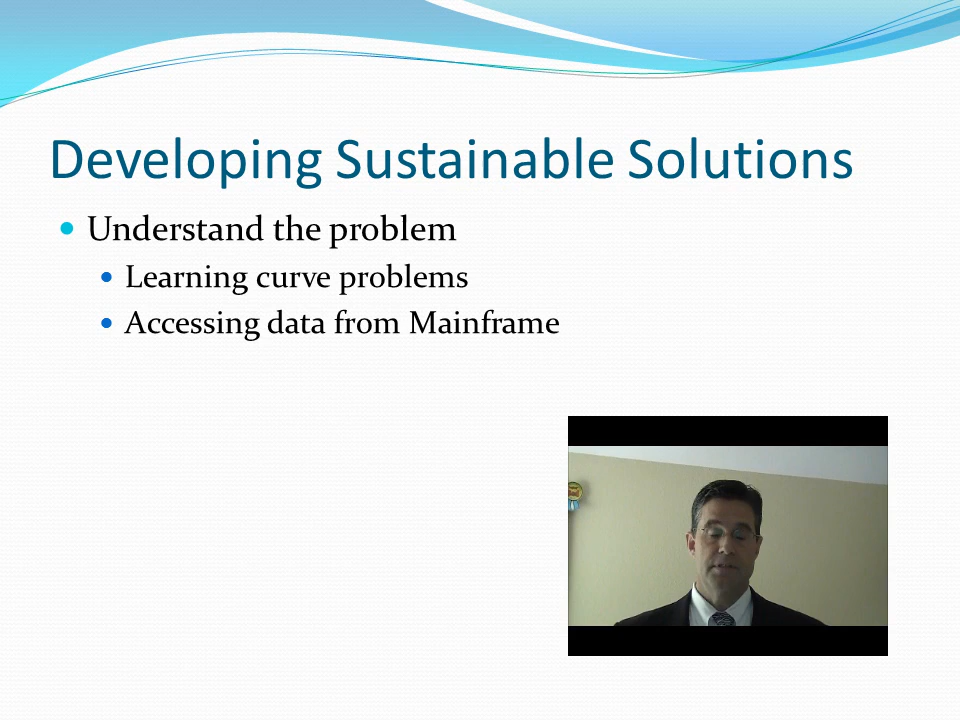 Developing Sustainable Solutions
Understand the problem
Learning curve problems
Accessing data from Mainframe